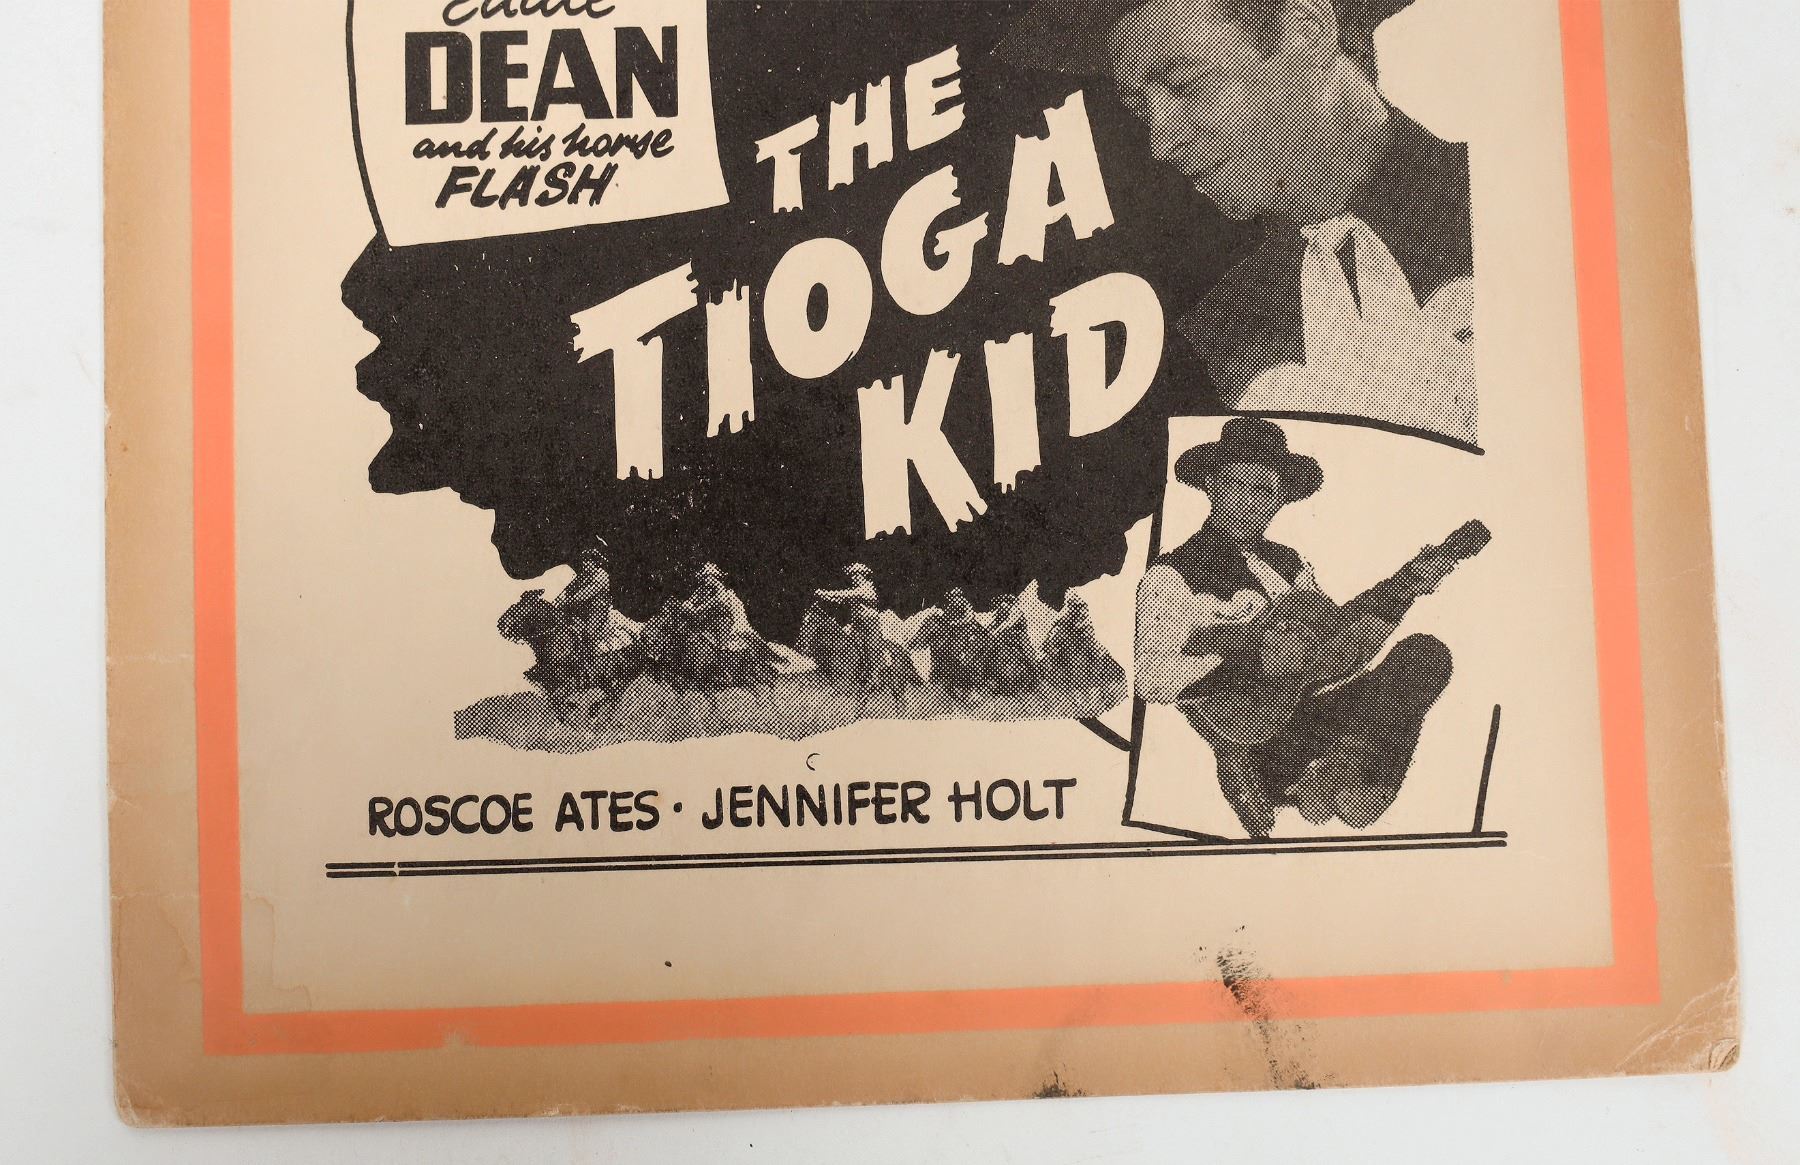 Eddie
DEAN
and his horse
FLASH
THE
TIOGA
KID
ROSCOE ATES · JENNIFER HOLT